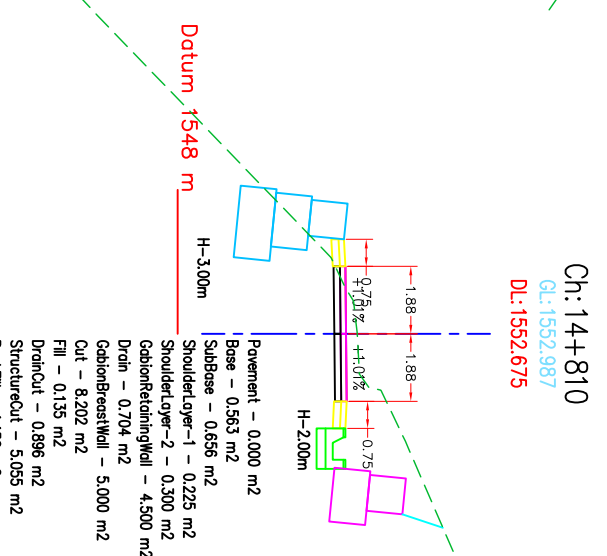 Ch:14+810
GL:1552.987
DL:1552.675
1.88
1.88
0.75
+1.01%
+1.01%
0.75
Datum 1548 m
H-3.00m
H-2.00m
Pavement - 0.000 m2
Base - 0.563 m2
SubBase - 0.656 m2
ShoulderLayer-1 - 0.225 m2
ShoulderLayer-2 - 0.300 m2
GabionRetainingWall - 4.500 m2
Drain - 0.704 m2
GabionBreastWall - 5.000 m2
Cut - 8.202 m2
Fill - 0.135 m2
DrainCut - 0.896 m2
StructureCut - 5.055 m2